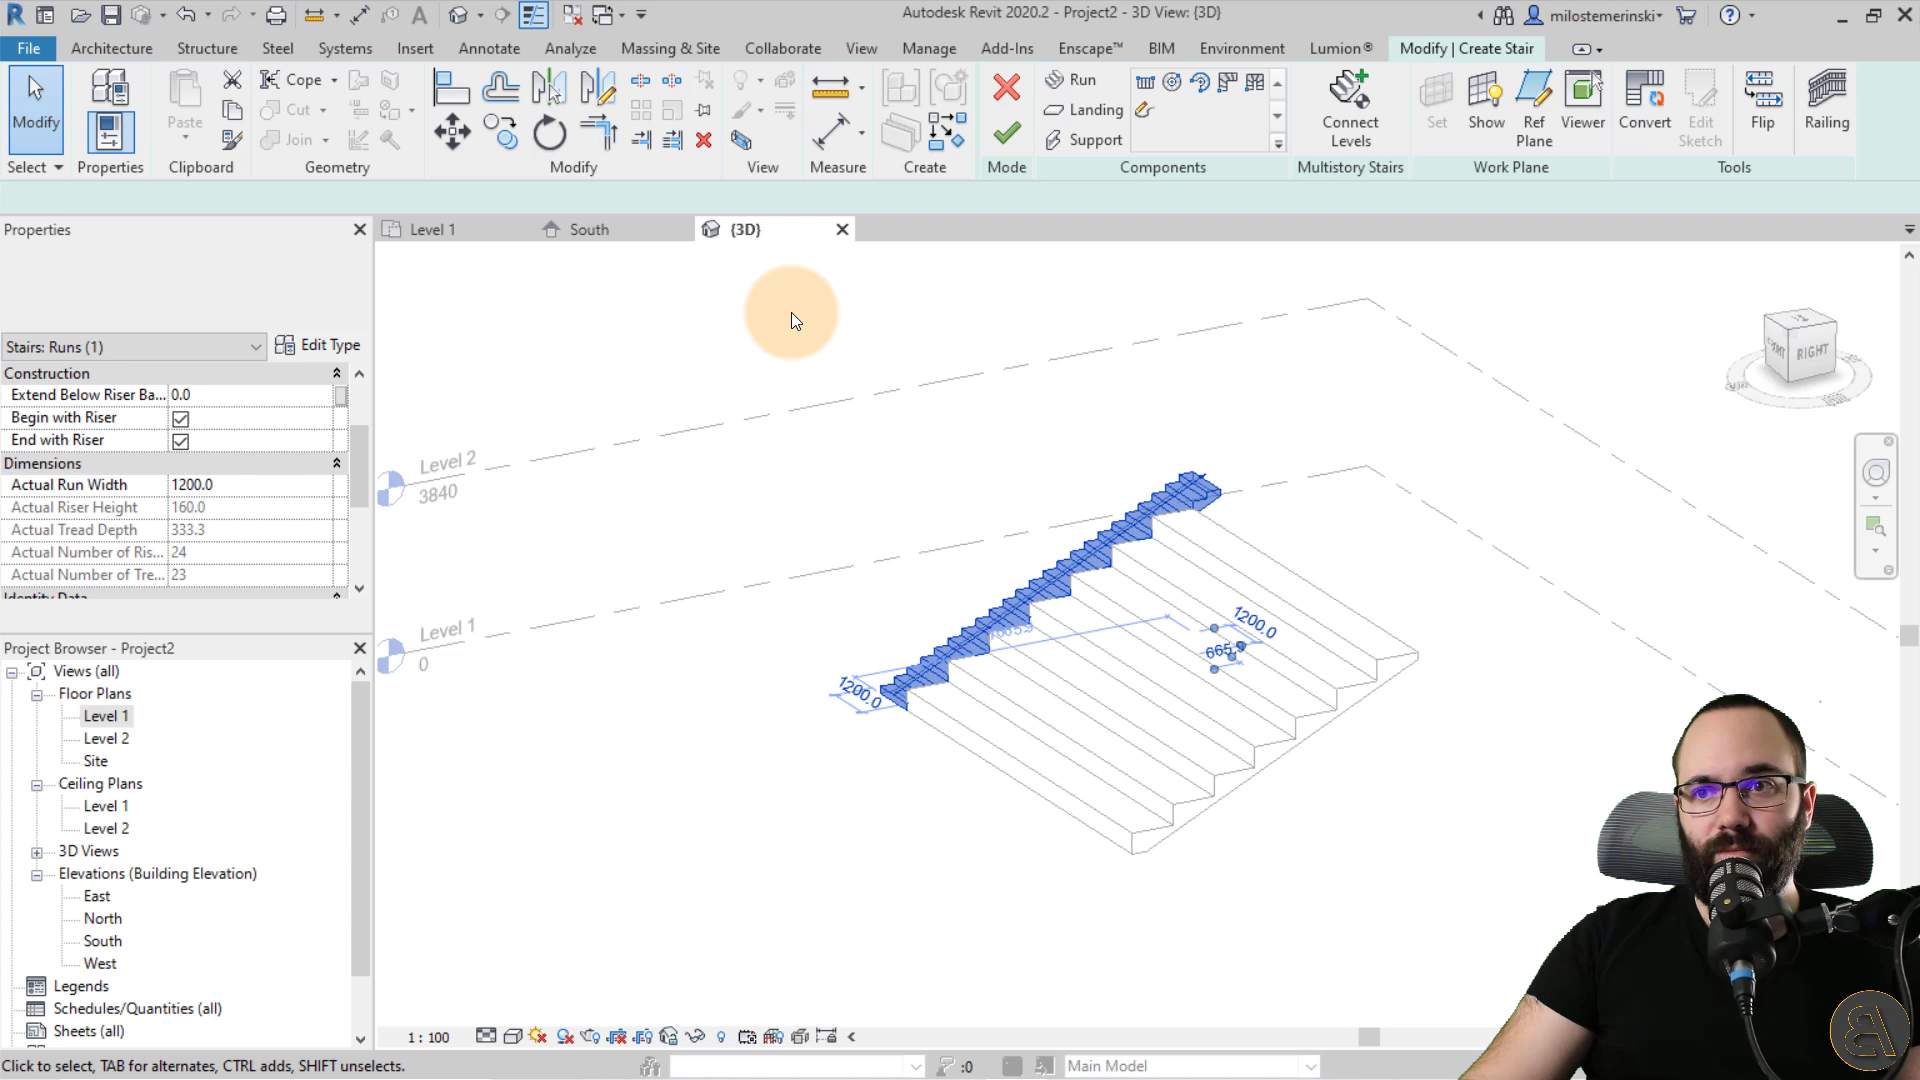 Autodesk Revit 2020.2 - Project2 - 3D View: {3D}
milostemerinski
File Architecture Structure Steel Systems Insert Annotate Analyze Massing & Site Collaborate View Manage Add-Ins Enscape™ BIM Environment Lumion® Modify | Create Stair
Modify
Select
Properties
Paste
Clipboard
Cope
Cut
Join
Geometry
Modify
View
Measure
Create
Mode
Run
Landing
Support
Components
Connect Levels
Multistory Stairs
Set
Show
Ref Plane
Viewer
Work Plane
Convert
Edit Sketch
Flip
Railing
Tools
Properties
Level 1
South
{3D}
Stairs: Runs (1)
Edit Type
Construction
Extend Below Riser Ba... 0.0
Begin with Riser
End with Riser
Dimensions
Actual Run Width 1200.0
Actual Riser Height 160.0
Actual Tread Depth 333.3
Actual Number of Ris... 24
Actual Number of Tre... 23
Identity Data
Project Browser - Project2
Views (all)
Floor Plans
Level 1
Level 2
Site
Ceiling Plans
Level 1
Level 2
3D Views
Elevations (Building Elevation)
East
North
South
West
Legends
Schedules/Quantities (all)
Sheets (all)
Level 2
3840
Level 1
0
1200.0
1200.0
RIGHT
1 : 100
Click to select, TAB for alternates, CTRL adds, SHIFT unselects.
:0
Main Model